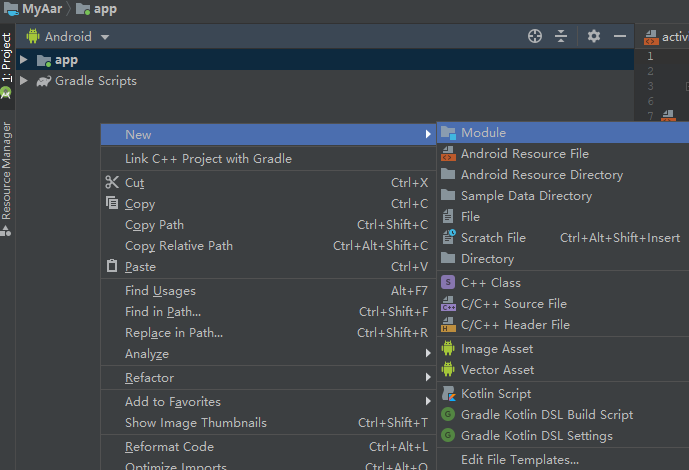 MyAar app
Android
activ
1: Project
Resource Manager
app
Gradle Scripts
1
2
3
6
7
New
Link C++ Project with Gradle
Cut Ctrl+X
Copy Ctrl+C
Copy Path Ctrl+Shift+C
Copy Relative Path Ctrl+Alt+Shift+C
Paste Ctrl+V
Find Usages Alt+F7
Find in Path... Ctrl+Shift+F
Replace in Path... Ctrl+Shift+R
Analyze
Refactor
Add to Favorites
Show Image Thumbnails Ctrl+Shift+T
Reformat Code Ctrl+Alt+L
Optimize Imports Ctrl+Alt+O
Module
Android Resource File
Android Resource Directory
Sample Data Directory
File
Scratch File Ctrl+Alt+Shift+Insert
Directory
C++ Class
C/C++ Source File
C/C++ Header File
Image Asset
Vector Asset
Kotlin Script
Gradle Kotlin DSL Build Script
Gradle Kotlin DSL Settings
Edit File Templates...